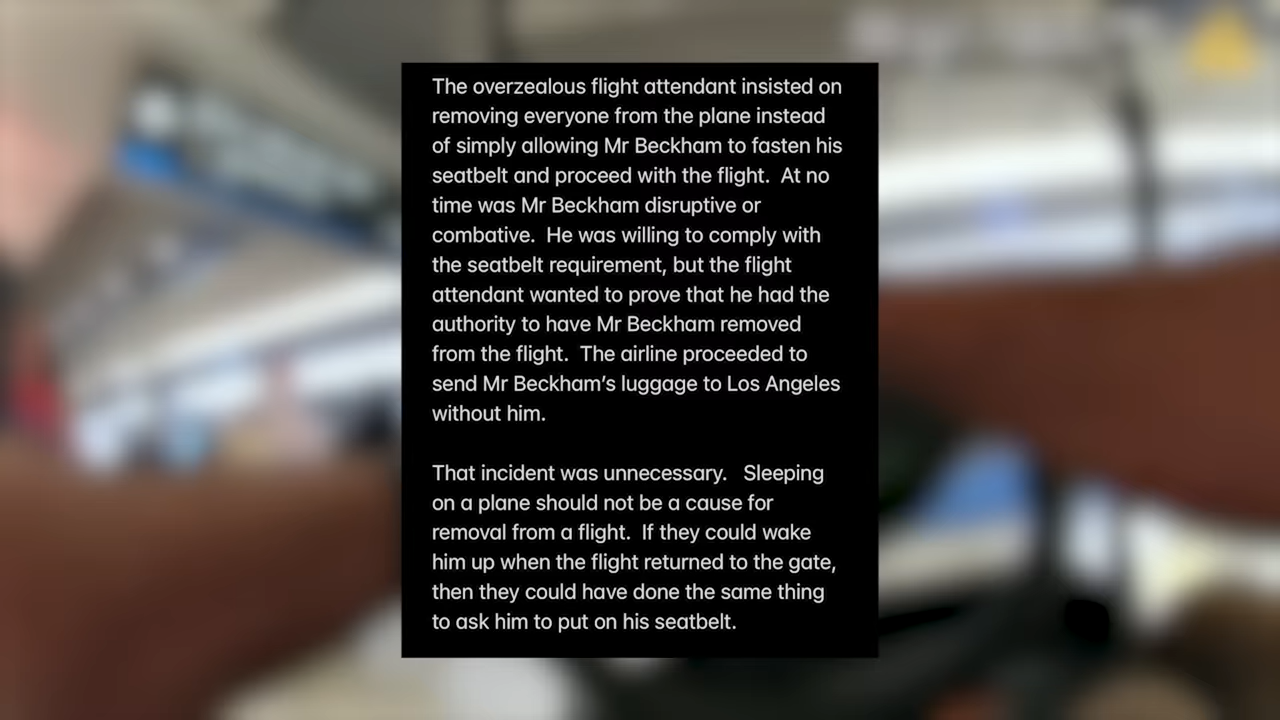 The overzealous flight attendant insisted on
removing everyone from the plane instead
of simply allowing Mr Beckham to fasten his
seatbelt and proceed with the flight.  At no
time was Mr Beckham disruptive or
combative.  He was willing to comply with
the seatbelt requirement, but the flight
attendant wanted to prove that he had the
authority to have Mr Beckham removed
from the flight.  The airline proceeded to
send Mr Beckham’s luggage to Los Angeles
without him.

That incident was unnecessary.   Sleeping
on a plane should not be a cause for
removal from a flight.  If they could wake
him up when the flight returned to the gate,
then they could have done the same thing
to ask him to put on his seatbelt.